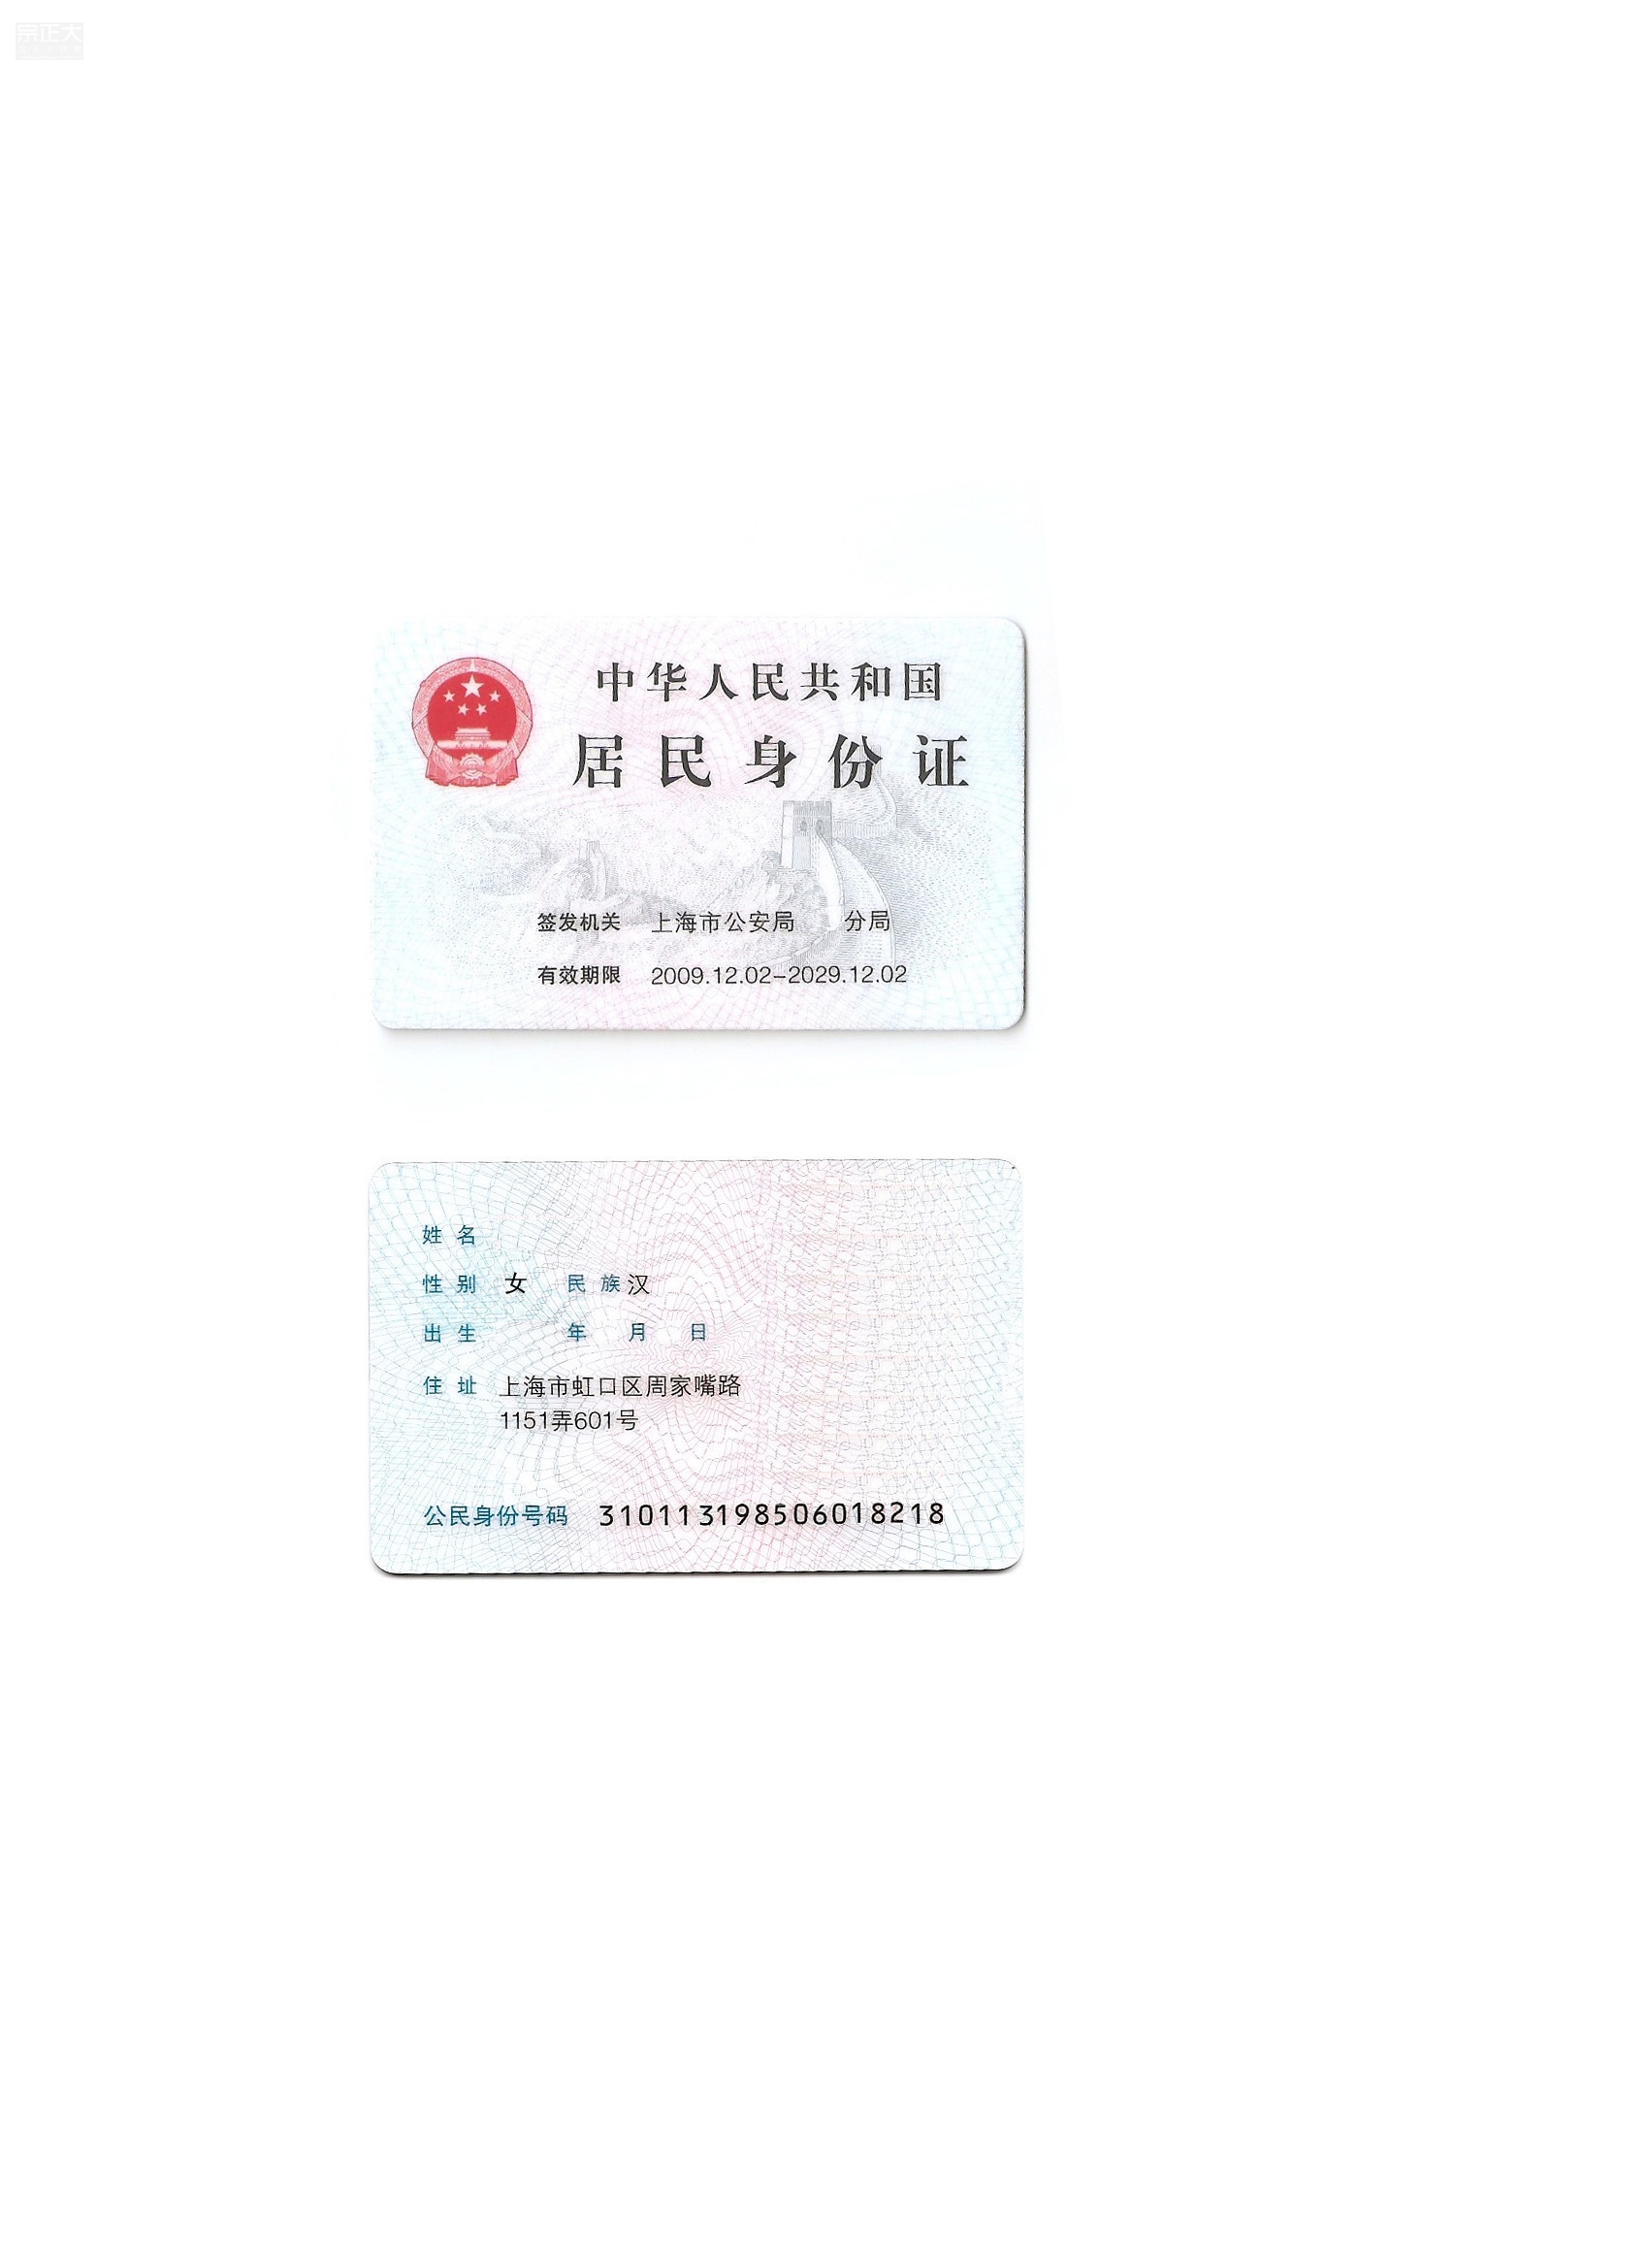 宗正大
中华人民共和国
居民身份证
签发机关 上海市公安局 分局
有效期限 2009.12.02-2029.12.02
姓名
性别 女 民族 汉
出生 年 月 日
住址 上海市虹口区周家嘴路
1151弄601号
公民身份号码 310113198506018218